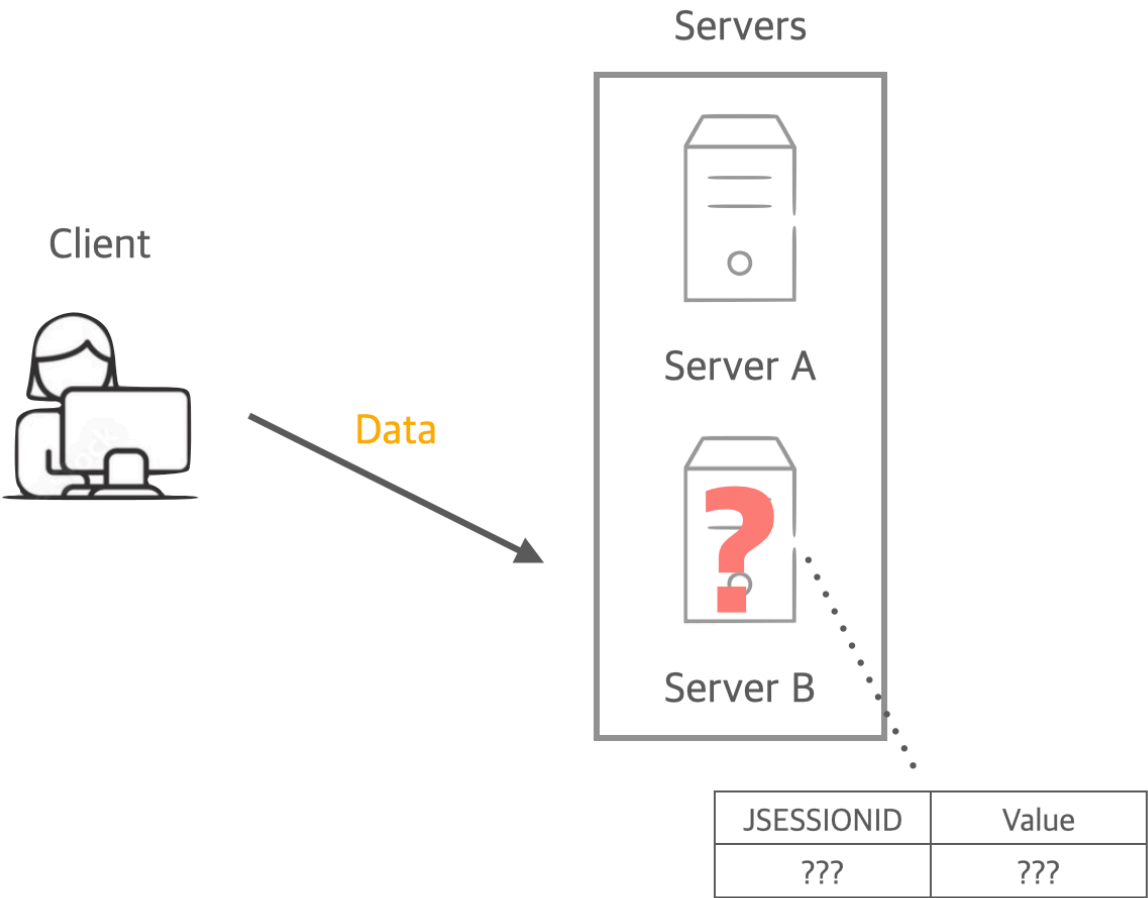 Servers
Client
Server A
Data
?
Server B
JSESSIONID Value
??? ???